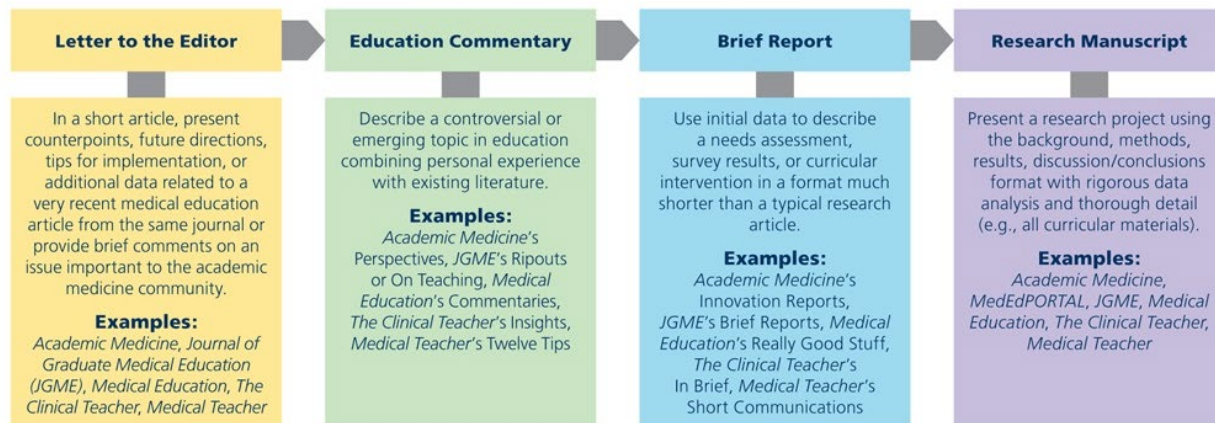 Letter to the Editor
In a short article, present
counterpoints, future directions,
tips for implementation, or
additional data related to a
very recent medical education
article from the same journal or
provide brief comments on an
issue important to the academic
medicine community.
Examples:
Academic Medicine, Journal of
Graduate Medical Education
(JGME), Medical Education, The
Clinical Teacher, Medical Teacher
Education Commentary
Describe a controversial or
emerging topic in education
combining personal experience
with existing literature.
Examples:
Academic Medicine's
Perspectives, JGME's Ripouts
or On Teaching, Medical
Education's Commentaries,
The Clinical Teacher's Insights,
Medical Teacher's Twelve Tips
Brief Report
Use initial data to describe
a needs assessment,
survey results, or curricular
intervention in a format much
shorter than a typical research
article.
Examples:
Academic Medicine's
Innovation Reports,
JGME's Brief Reports, Medical
Education's Really Good Stuff,
The Clinical Teacher's
In Brief, Medical Teacher's
Short Communications
Research Manuscript
Present a research project using
the background, methods,
results, discussion/conclusions
format with rigorous data
analysis and thorough detail
(e.g., all curricular materials).
Examples:
Academic Medicine,
MedEdPORTAL, JGME, Medical
Education, The Clinical Teacher,
Medical Teacher